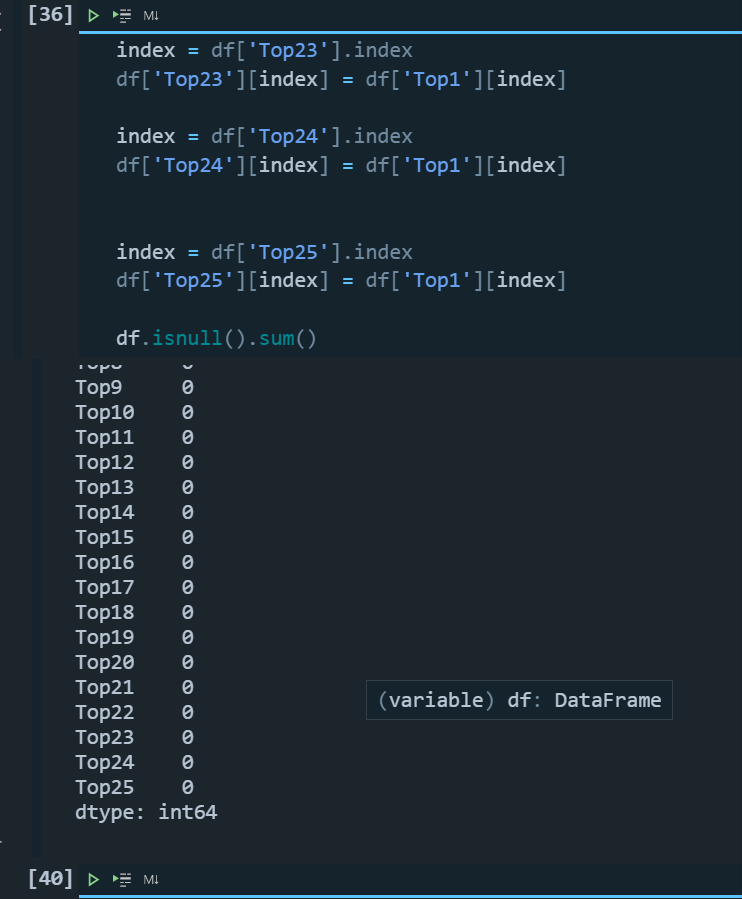 [36] M↓
index = df['Top23'].index
df['Top23'][index] = df['Top1'][index]
index = df['Top24'].index
df['Top24'][index] = df['Top1'][index]
index = df['Top25'].index
df['Top25'][index] = df['Top1'][index]
df.isnull().sum()
Top8 0
Top9 0
Top10 0
Top11 0
Top12 0
Top13 0
Top14 0
Top15 0
Top16 0
Top17 0
Top18 0
Top19 0
Top20 0
Top21 0
(variable) df: DataFrame
Top22 0
Top23 0
Top24 0
Top25 0
dtype: int64
[40] M↓